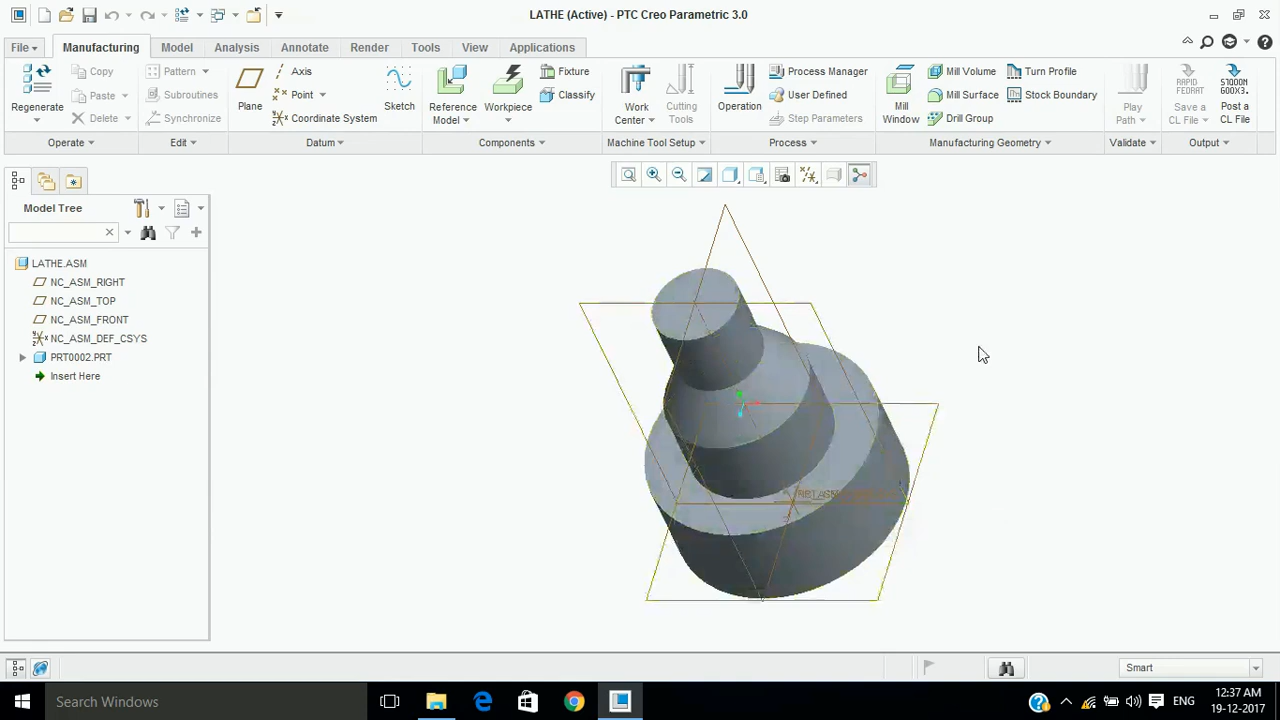 LATHE (Active) - PTC Creo Parametric 3.0
File Manufacturing Model Analysis Annotate Render Tools View Applications
Regenerate
Copy
Paste
Delete
Operate
Pattern
Subroutines
Synchronize
Edit
Plane
Axis
Point
Coordinate System
Sketch
Datum
Reference Model
Workpiece
Fixture
Classify
Components
Work Center
Cutting Tools
Machine Tool Setup
Operation
Process Manager
User Defined
Step Parameters
Process
Mill Window
Mill Volume
Mill Surface
Drill Group
Turn Profile
Stock Boundary
Manufacturing Geometry
Play Path
Validate
RAPID
FEDRAT
Save a CL File
$TOOOM
600X3.
Post a CL File
Output
Model Tree
LATHE.ASM
NC_ASM_RIGHT
NC_ASM_TOP
NC_ASM_FRONT
NC_ASM_DEF_CSYS
PRT0002.PRT
Insert Here
Smart
Search Windows
ENG
12:37 AM
19-12-2017